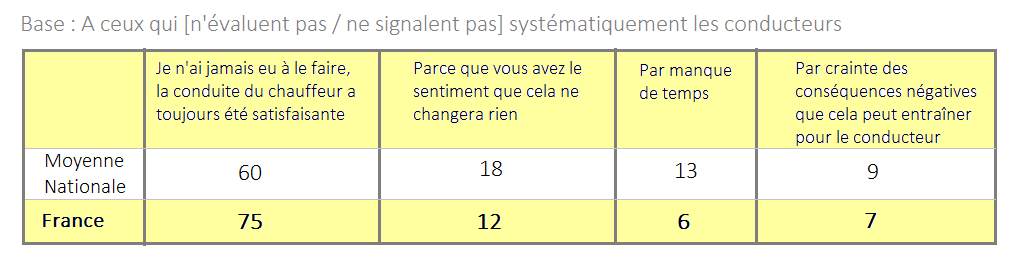 Base : A ceux qui [n'évaluent pas / ne signalent pas] systématiquement les conducteurs
Je n'ai jamais eu à le faire,
la conduite du chauffeur a
toujours été satisfaisante
Parce que vous avez le
sentiment que cela ne
changera rien
Par manque
de temps
Par crainte des
conséquences négatives
que cela peut entraîner
pour le conducteur
Moyenne
Nationale
60
18
13
9
France
75
12
6
7